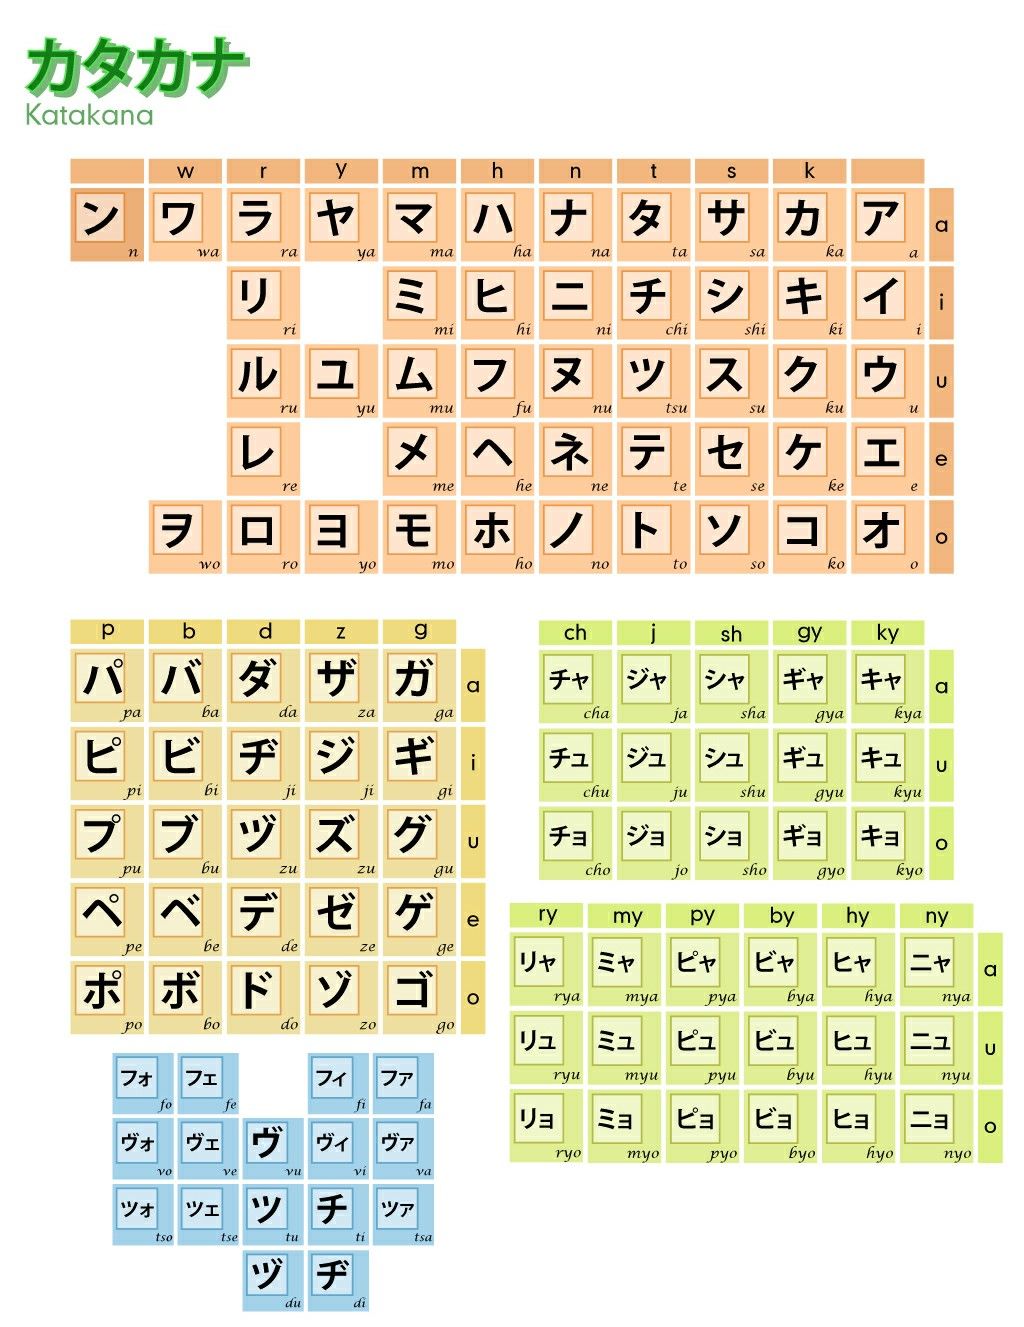 カタカナ
Katakana
w r y m h n t s k
ン n ワ wa ラ ra ヤ ya マ ma ハ ha ナ na タ ta サ sa カ ka ア a a
リ ri ミ mi ヒ hi ニ ni チ chi シ shi キ ki イ i i
ル ru ユ yu ム mu フ fu ヌ nu ツ tsu ス su ク ku ウ u u
レ re メ me ヘ he ネ ne テ te セ se ケ ke エ e e
ヲ wo ロ ro ヨ yo モ mo ホ ho ノ no ト to ソ so コ ko オ o o
p b d z g
パ pa バ ba ダ da ザ za ガ ga a
ピ pi ビ bi ヂ ji ジ ji ギ gi i
プ pu ブ bu ヅ zu ズ zu グ gu u
ペ pe ベ be デ de ゼ ze ゲ ge e
ポ po ボ bo ド do ゾ zo ゴ go o
ch j sh gy ky
チャ cha ジャ ja シャ sha ギャ gya キャ kya a
チュ chu ジュ ju シュ shu ギュ gyu キュ kyu u
チョ cho ジョ jo ショ sho ギョ gyo キョ kyo o
ry my py by hy ny
リャ rya ミャ mya ピャ pya ビャ bya ヒャ hya ニャ nya a
リュ ryu ミュ myu ピュ pyu ビュ byu ヒュ hyu ニュ nyu u
リョ ryo ミョ myo ピョ pyo ビョ byo ヒョ hyo ニョ nyo o
フォ fo フェ fe フィ fi ファ fa
ヴォ vo ヴェ ve ヴ vu ヴィ vi ヴァ va
ツォ tso ツェ tse ツ tu チ ti ツァ tsa
ヅ du ヂ di